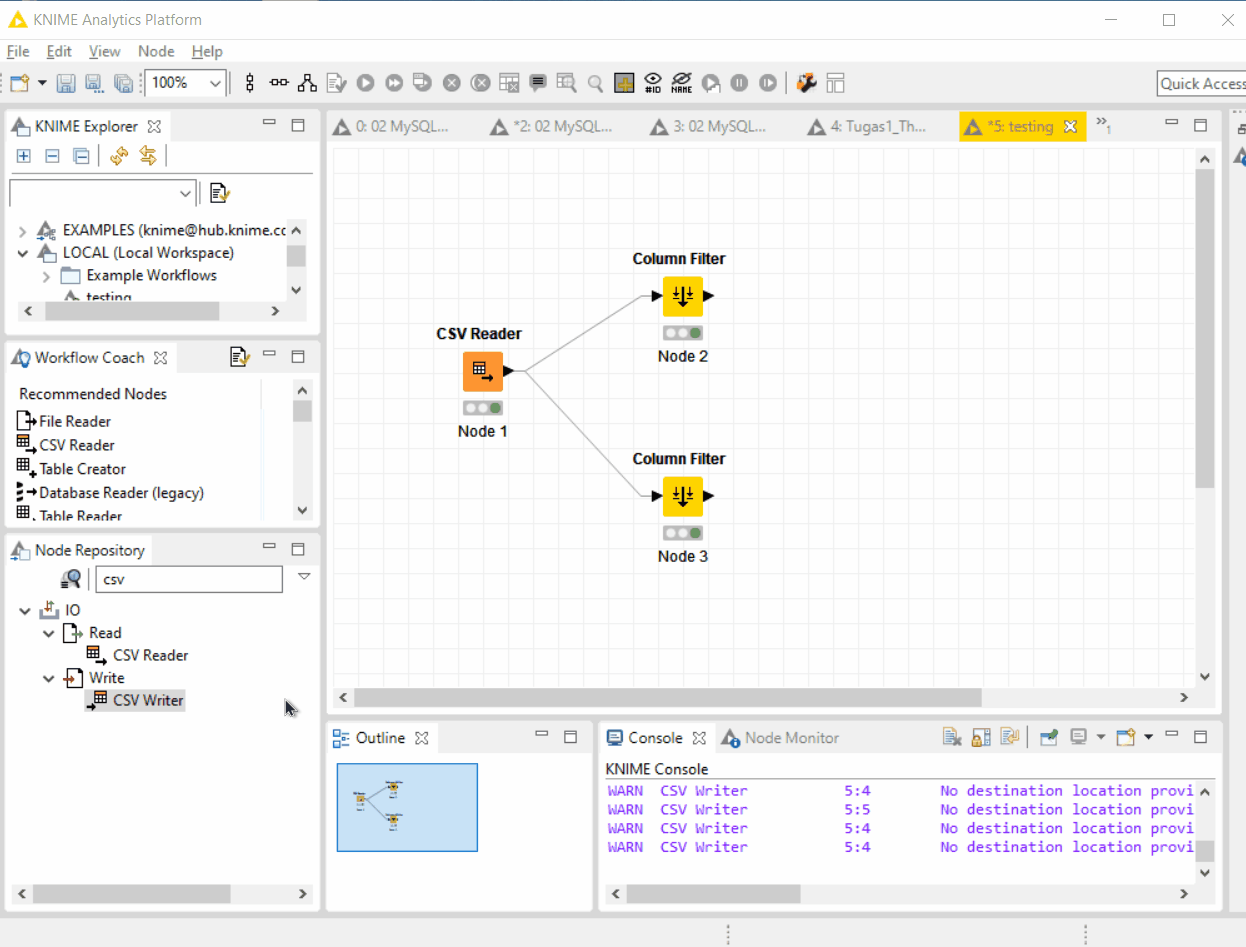 KNIME Analytics Platform
File Edit View Node Help
100%
#ID
NAME
Quick Access
KNIME Explorer
0: 02 MySQL...
*2: 02 MySQL...
3: 02 MySQL...
4: Tugas1_Th...
*5: testing
»1
EXAMPLES (knime@hub.knime.cc
LOCAL (Local Workspace)
Example Workflows
testing
Workflow Coach
Recommended Nodes
File Reader
CSV Reader
Table Creator
Database Reader (legacy)
Table Reader
Node Repository
csv
IO
Read
CSV Reader
Write
CSV Writer
Column Filter
Node 2
CSV Reader
Node 1
Column Filter
Node 3
Outline
Console
Node Monitor
KNIME Console
WARN CSV Writer 5:4 No destination location provi
WARN CSV Writer 5:5 No destination location provi
WARN CSV Writer 5:4 No destination location provi
WARN CSV Writer 5:4 No destination location provi